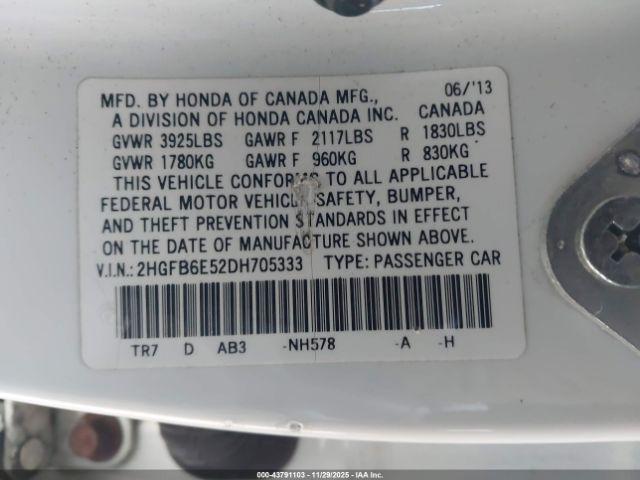 06/'13
MFD. BY HONDA OF CANADA MFG.,
A DIVISION OF HONDA CANADA INC. CANADA
GVWR 3925LBS GAWR F 2117LBS R 1830LBS
GVWR 1780KG GAWR F 960KG R 830KG
THIS VEHICLE CONFORMS TO ALL APPLICABLE
FEDERAL MOTOR VEHICLE SAFETY, BUMPER,
AND THEFT PREVENTION STANDARDS IN EFFECT
ON THE DATE OF MANUFACTURE SHOWN ABOVE.
V.I.N.: 2HGFB6E52DH705333 TYPE: PASSENGER CAR
TR7 D AB3 -NH578 -A -H
00-43791103 - 11/29/2025 - IAAI.COM